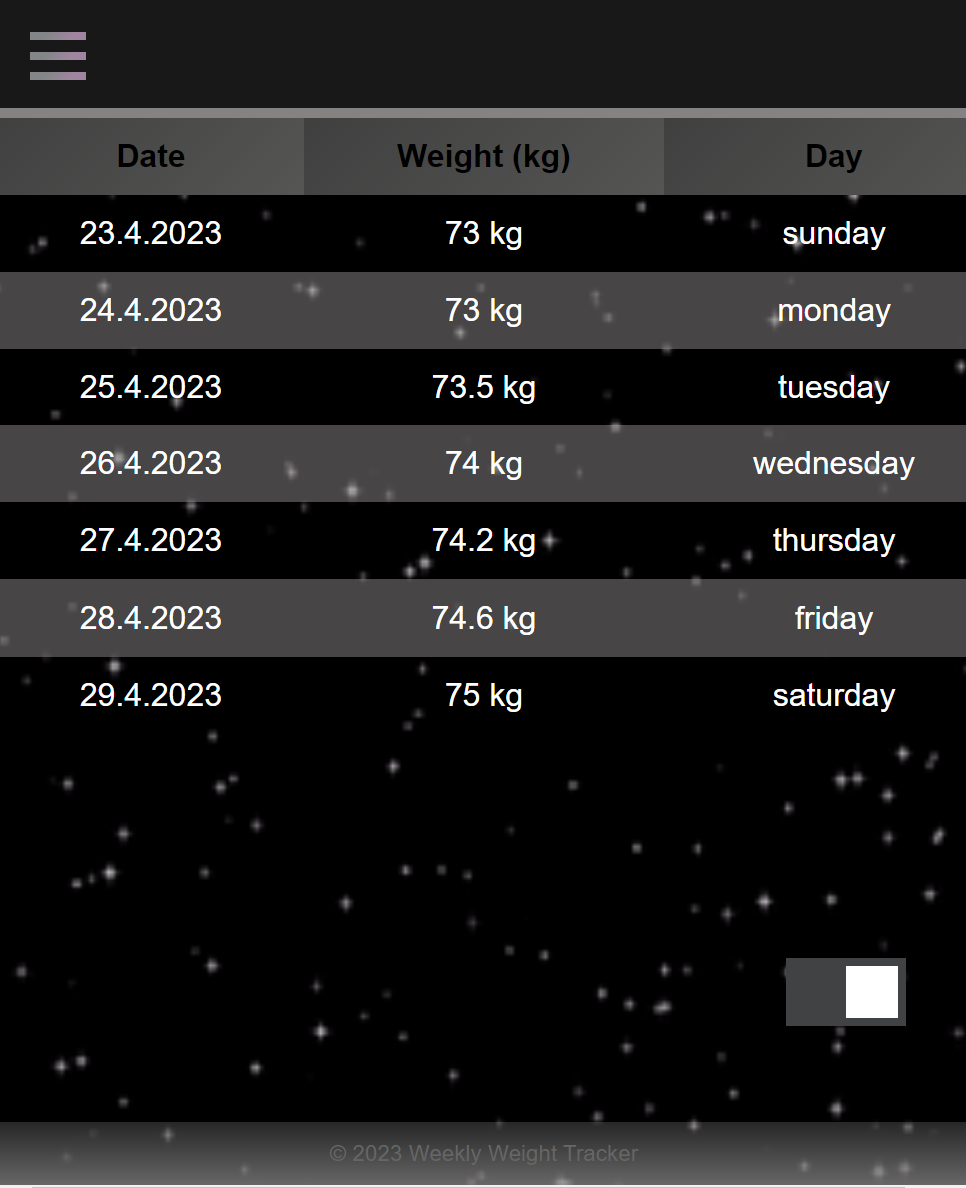 Date Weight (kg) Day
23.4.2023 73 kg sunday
24.4.2023 73 kg monday
25.4.2023 73.5 kg tuesday
26.4.2023 74 kg wednesday
27.4.2023 74.2 kg thursday
28.4.2023 74.6 kg friday
29.4.2023 75 kg saturday
© 2023 Weekly Weight Tracker